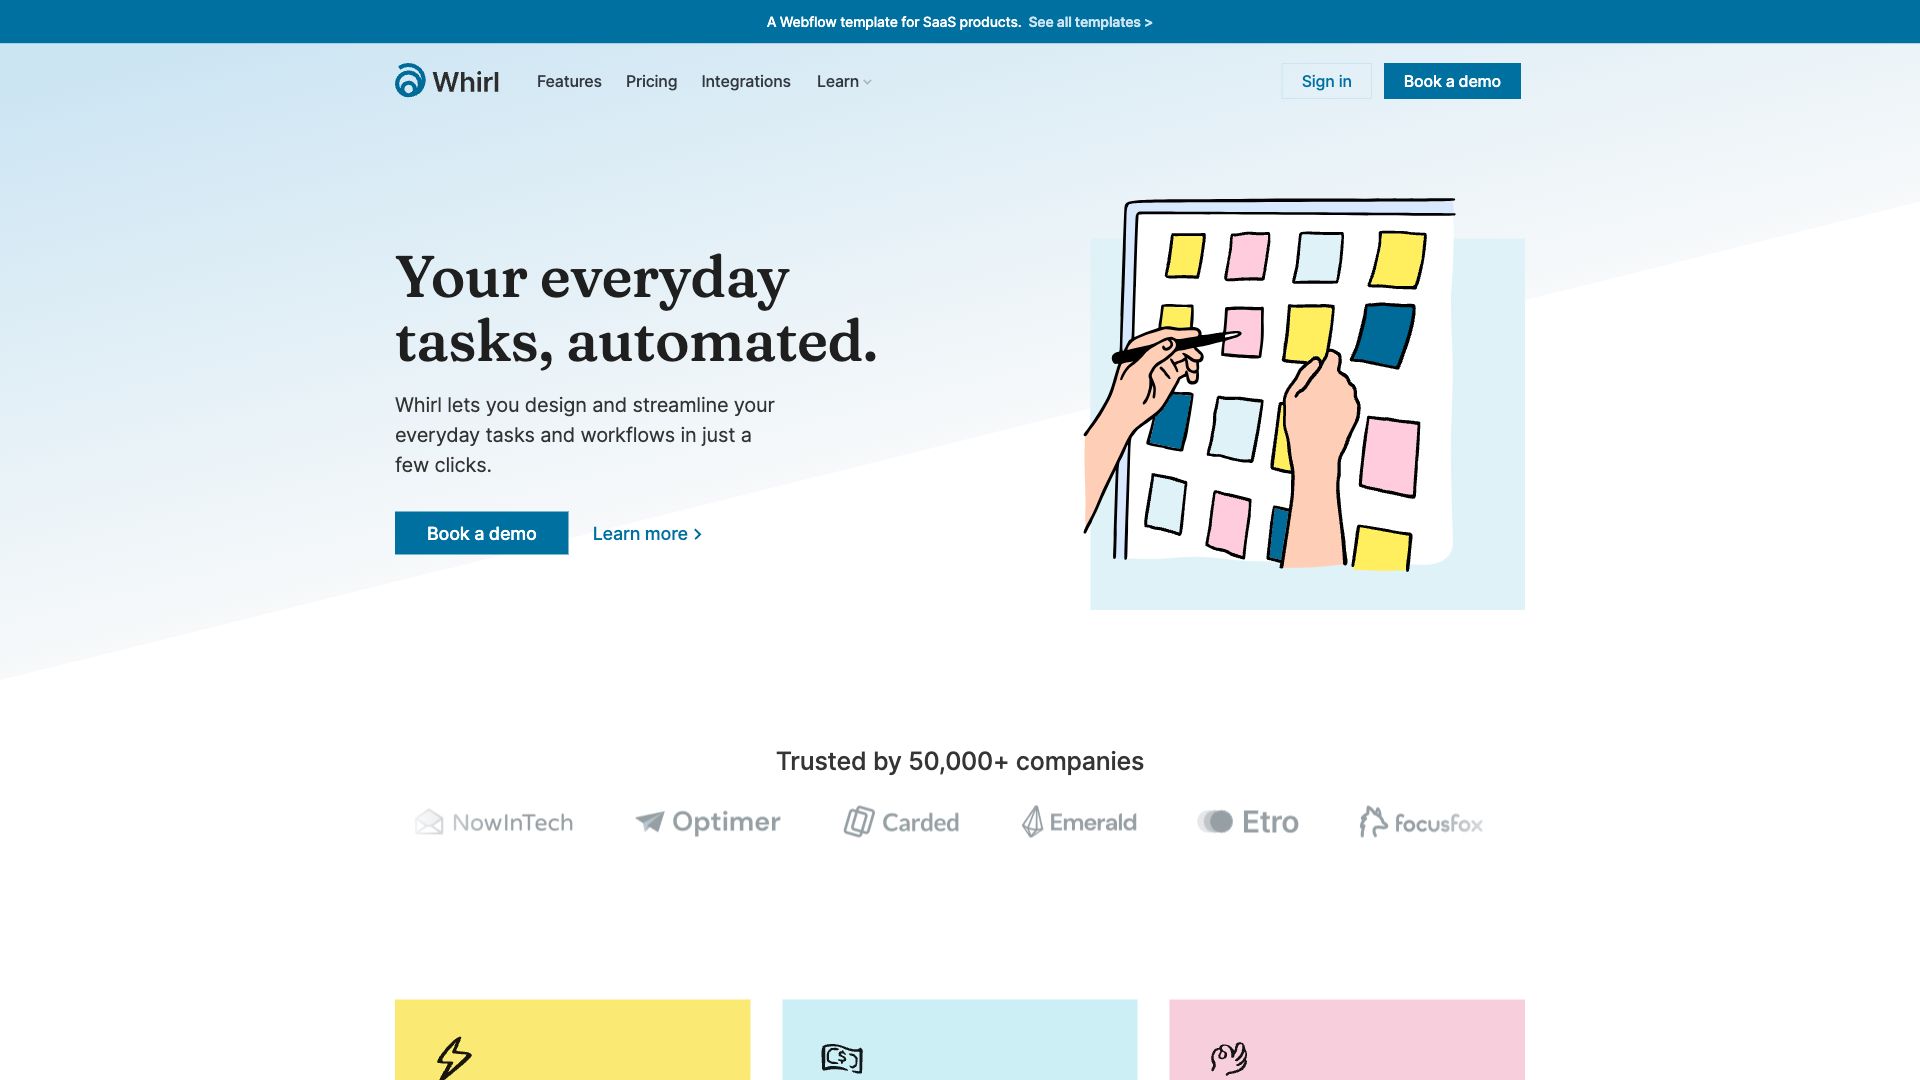 A Webflow template for SaaS products. See all templates >
Whirl Features Pricing Integrations Learn Sign in Book a demo
Your everyday
tasks, automated.
Whirl lets you design and streamline your
everyday tasks and workflows in just a
few clicks.
Book a demo Learn more >
Trusted by 50,000+ companies
NowInTech Optimer Carded Emerald Etro focusfox